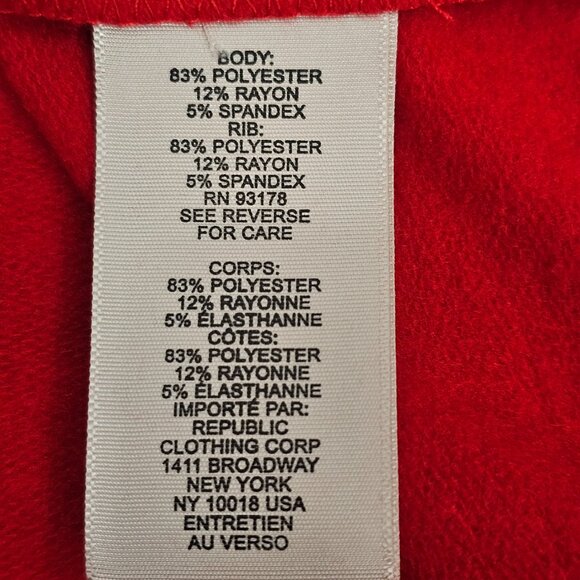 BODY:
83% POLYESTER
12% RAYON
5% SPANDEX
RIB:
83% POLYESTER
12% RAYON
5% SPANDEX
RN 93178
SEE REVERSE
FOR CARE
CORPS:
83% POLYESTER
12% RAYONNE
5% ÉLASTHANNE
CÔTES:
83% POLYESTER
12% RAYONNE
5% ÉLASTHANNE
IMPORTÉ PAR:
REPUBLIC
CLOTHING CORP
1411 BROADWAY
NEW YORK
NY 10018 USA
ENTRETIEN
AU VERSO